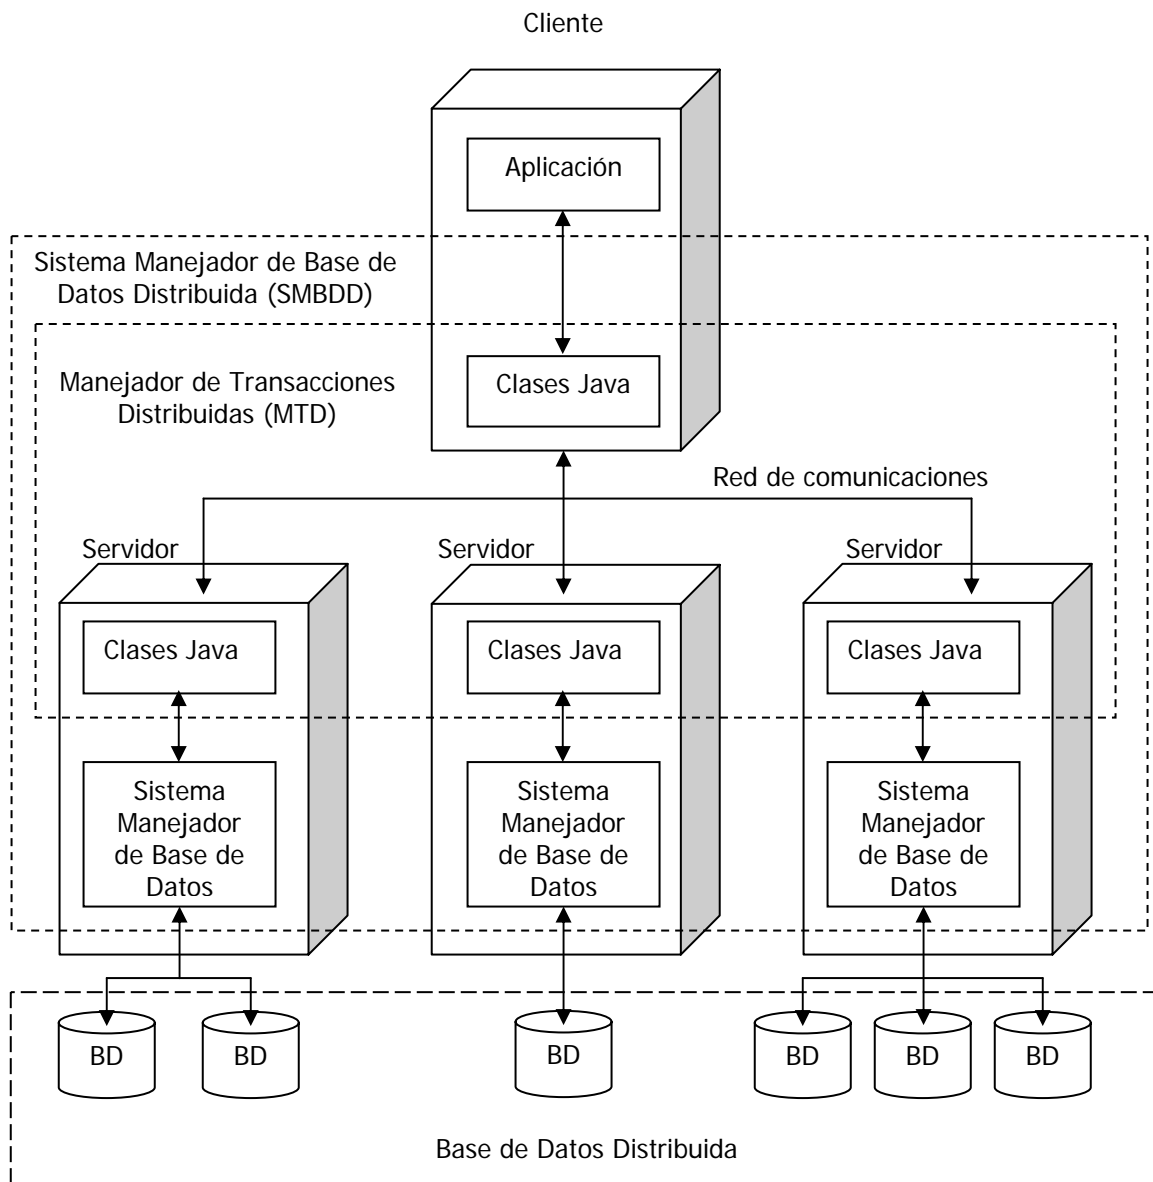 Cliente
Aplicación
Sistema Manejador de Base de
Datos Distribuida (SMBDD)
Manejador de Transacciones
Distribuidas (MTD)
Clases Java
Red de comunicaciones
Servidor
Servidor
Servidor
Clases Java
Clases Java
Clases Java
Sistema
Manejador
de Base de
Datos
Sistema
Manejador
de Base de
Datos
Sistema
Manejador
de Base de
Datos
BD
BD
BD
BD
BD
BD
Base de Datos Distribuida